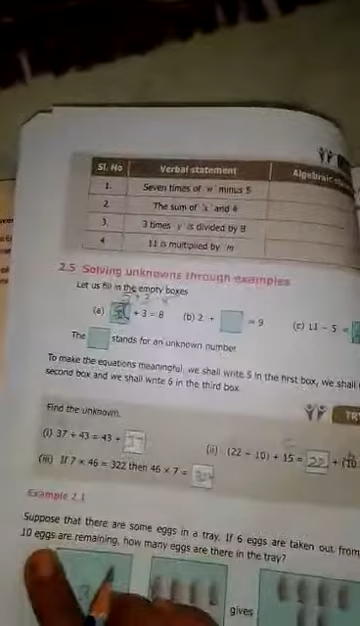 Sl. No Verbal statement Algebraic
1. Seven times of 'w' minus 5
2. The sum of 'x' and 4
3. 3 times 'y' is divided by 8
4. 11 is multiplied by 'm'
2.5 Solving unknowns through examples
Let us fill in the empty boxes
(a) + 3 = 8 (b) 2 + = 9 (c) 11 - 5 =
The stands for an unknown number
To make the equations meaningful, we shall write 5 in the first box, we shall
second box and we shall write 6 in the third box
TRY
Find the unknown.
(i) 37 + 43 = 43 + 37 (ii) (22 - 10) + 15 = 22 + (10
(iii) If 7 × 46 = 322 then 46 × 7 =
Example 2.1
Suppose that there are some eggs in a tray. If 6 eggs are taken out from
10 eggs are remaining, how many eggs are there in the tray?
gives